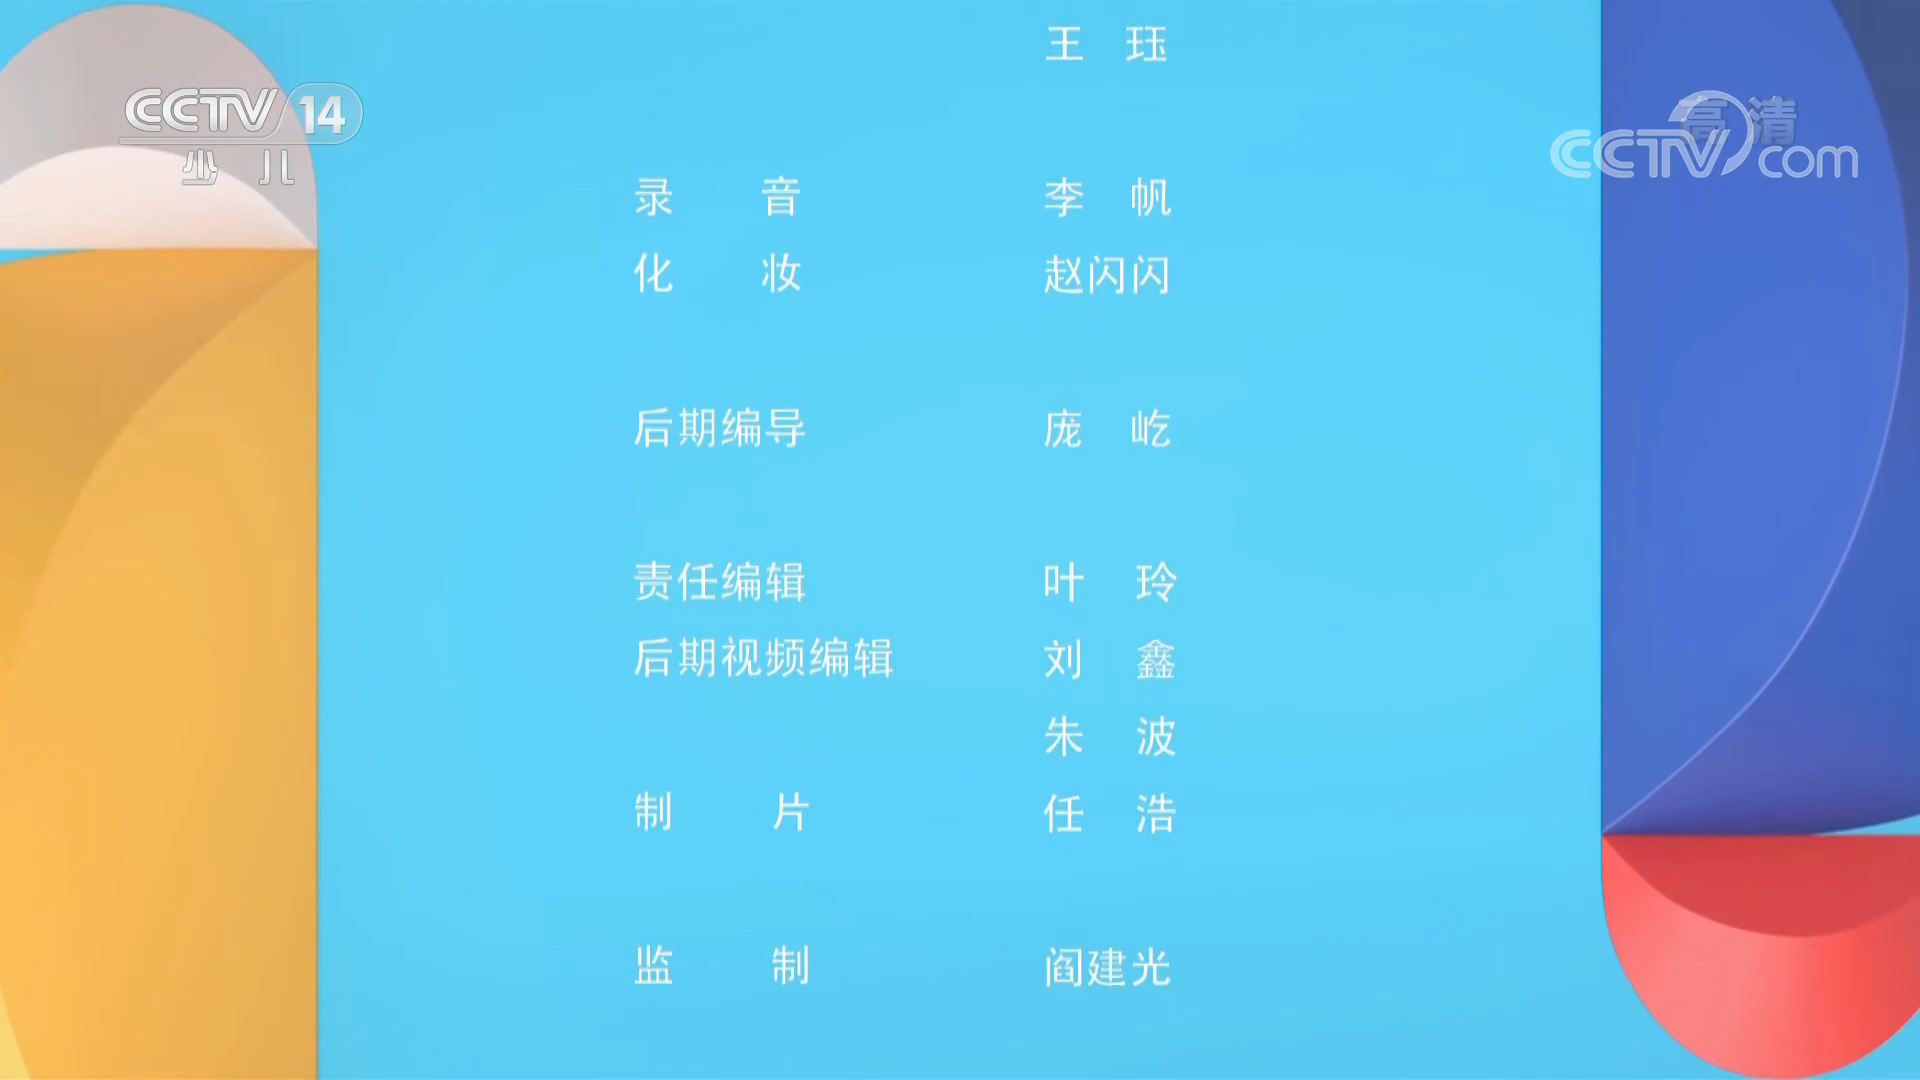 王 珏
CCTV 14
少儿
高清
CCTV.com
录 音 李 帆
化 妆 赵闪闪
后期编导 庞 屹
责任编辑 叶 玲
后期视频编辑 刘 鑫
朱 波
制 片 任 浩
监 制 阎建光